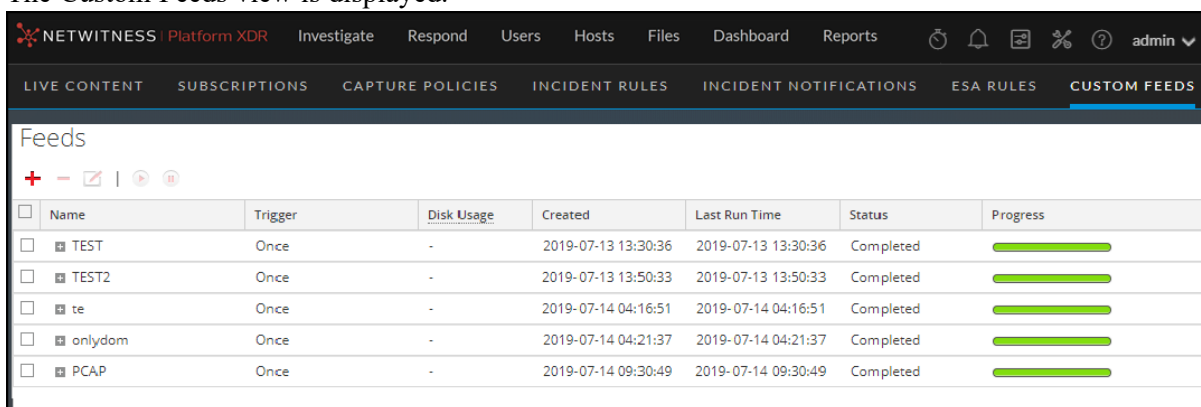 The Custom Feeds view is displayed.
NETWITNESS | Platform XDR Investigate Respond Users Hosts Files Dashboard Reports ? admin
LIVE CONTENT SUBSCRIPTIONS CAPTURE POLICIES INCIDENT RULES INCIDENT NOTIFICATIONS ESA RULES CUSTOM FEEDS
Feeds
Name Trigger Disk Usage Created Last Run Time Status Progress
TEST Once - 2019-07-13 13:30:36 2019-07-13 13:30:36 Completed
TEST2 Once - 2019-07-13 13:50:33 2019-07-13 13:50:33 Completed
te Once - 2019-07-14 04:16:51 2019-07-14 04:16:51 Completed
onlydom Once - 2019-07-14 04:21:37 2019-07-14 04:21:37 Completed
PCAP Once - 2019-07-14 09:30:49 2019-07-14 09:30:49 Completed